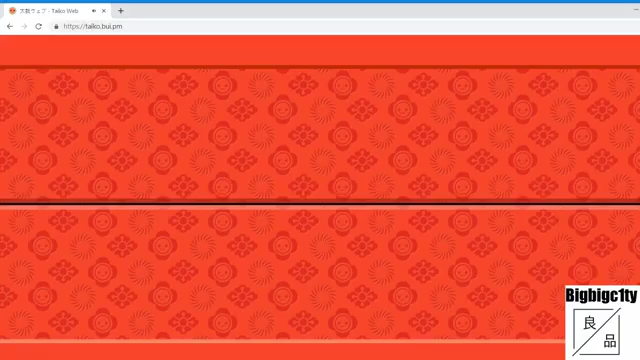 太鼓ウェブ - Taiko Web
https://taiko.bui.pm
Bigbigc1ty
良
品